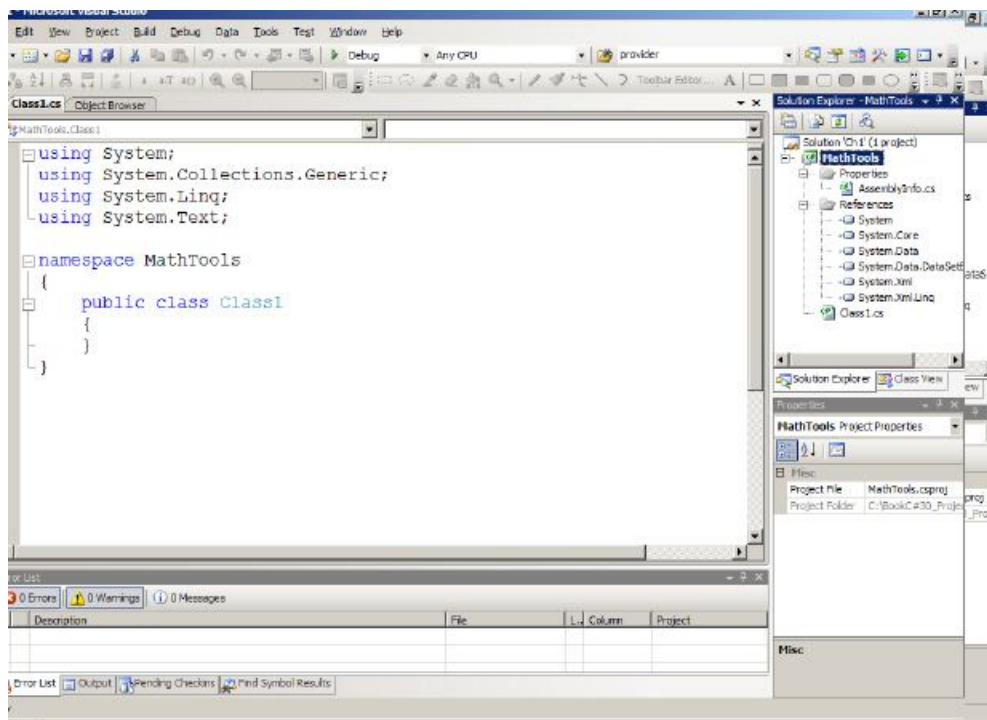 Microsoft Visual Studio
Edit View Project Build Debug Data Tools Test Window Help
Debug Any CPU provider
Toolbar Editor...
Class1.cs Object Browser
MathTools.Class1
using System;
using System.Collections.Generic;
using System.Linq;
using System.Text;
namespace MathTools
{
public class Class1
{
}
}
Solution Explorer - MathTools
Solution 'Ch1' (1 project)
MathTools
Properties
AssemblyInfo.cs
References
System
System.Core
System.Data
System.Data.DataSetE
System.Xml
System.Xml.Linq
Class1.cs
Solution Explorer Class View
Properties
MathTools Project Properties
Misc
Project File MathTools.csproj
Project Folder C:\BookC#30_Projec
Misc
Error List
0 Errors 0 Warnings 0 Messages
Description File L.. Column Project
Error List Output Pending Checkins Find Symbol Results